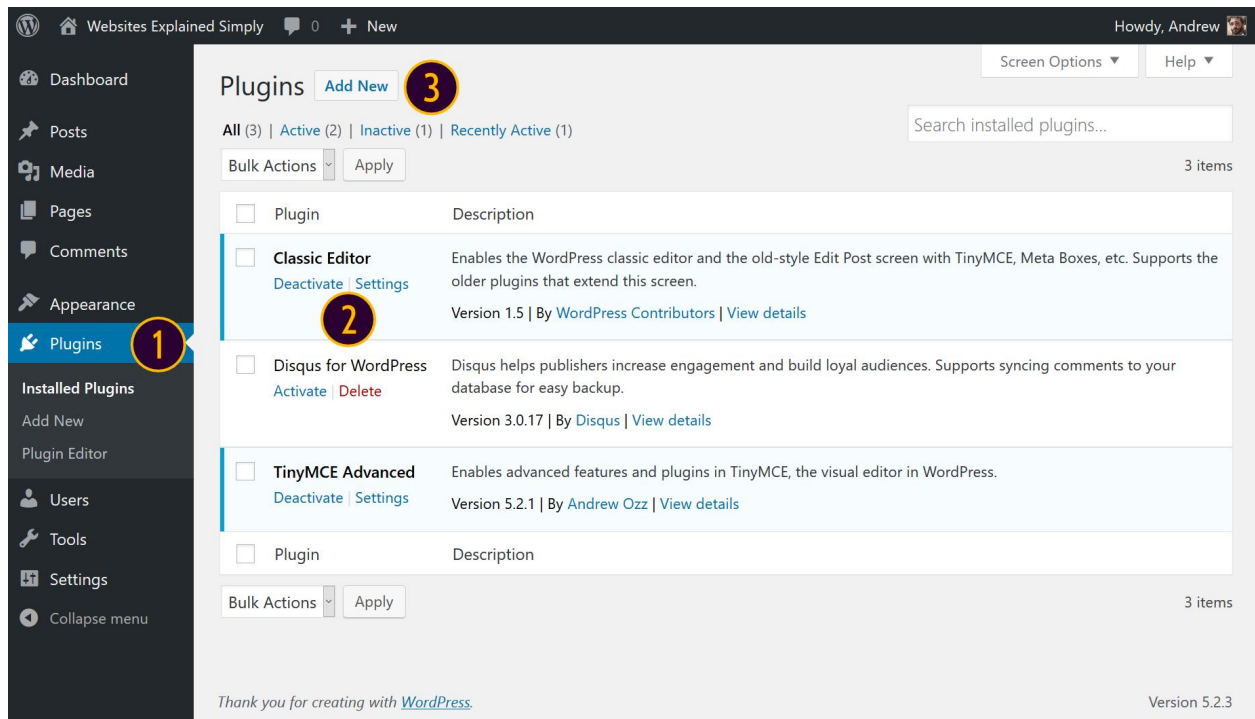 Websites Explained Simply 0 + New Howdy, Andrew
Dashboard
Posts
Media
Pages
Comments
Appearance
Plugins 1
Installed Plugins
Add New
Plugin Editor
Users
Tools
Settings
Collapse menu
Screen Options ▼ Help ▼
Plugins Add New 3
All (3) | Active (2) | Inactive (1) | Recently Active (1)
Search installed plugins...
Bulk Actions Apply 3 items
Plugin Description
Classic Editor Enables the WordPress classic editor and the old-style Edit Post screen with TinyMCE, Meta Boxes, etc. Supports the
Deactivate | Settings older plugins that extend this screen.
2 Version 1.5 | By WordPress Contributors | View details
Disqus for WordPress Disqus helps publishers increase engagement and build loyal audiences. Supports syncing comments to your
Activate | Delete database for easy backup.
Version 3.0.17 | By Disqus | View details
TinyMCE Advanced Enables advanced features and plugins in TinyMCE, the visual editor in WordPress.
Deactivate | Settings Version 5.2.1 | By Andrew Ozz | View details
Plugin Description
Bulk Actions Apply 3 items
Thank you for creating with WordPress. Version 5.2.3